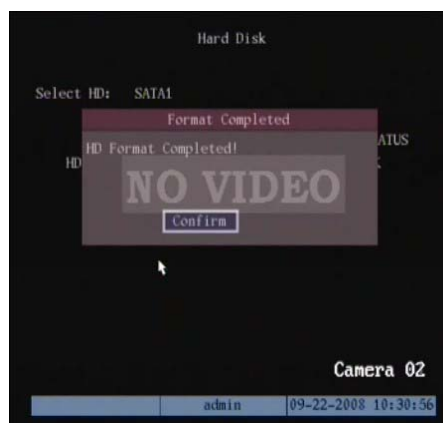 Hard Disk
Select HD: SATA1
Format Completed
ATUS
HD Format Completed!
HD
NO VIDEO
Confirm
Camera 02
admin 09-22-2008 10:30:56